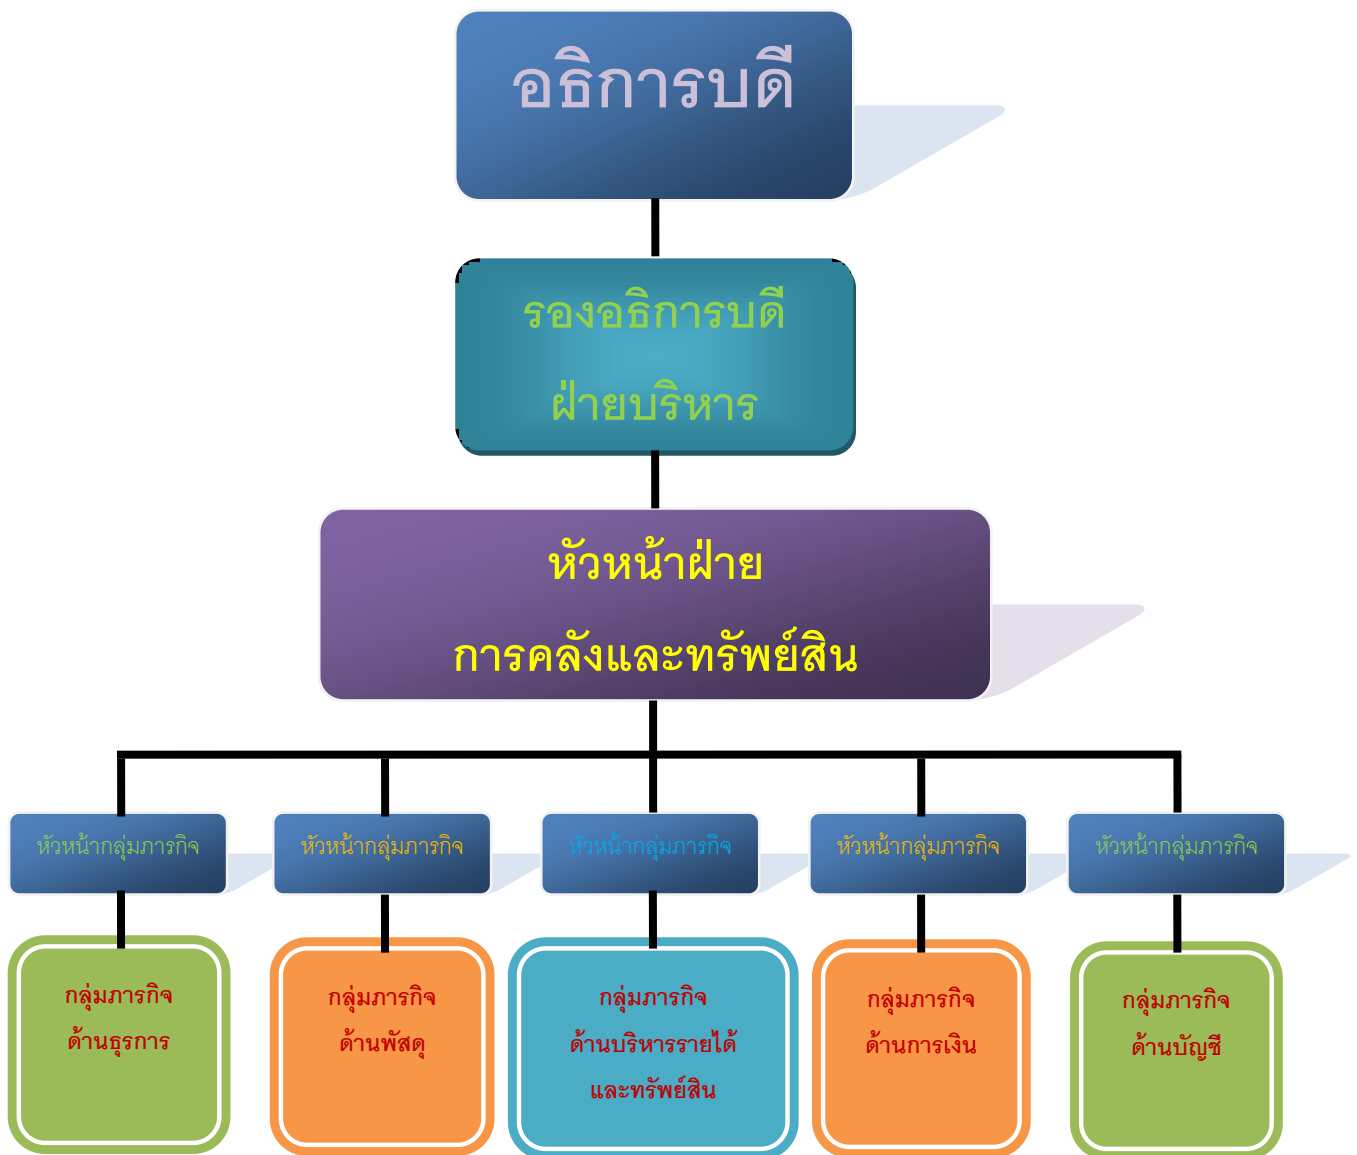 อธิการบดี
รองอธิการบดี
ฝ่ายบริหาร
หัวหน้าฝ่าย
การคลังและทรัพย์สิน
หัวหน้ากลุ่มภารกิจ
หัวหน้ากลุ่มภารกิจ
หัวหน้ากลุ่มภารกิจ
หัวหน้ากลุ่มภารกิจ
หัวหน้ากลุ่มภารกิจ
กลุ่มภารกิจ
ด้านธุรการ
กลุ่มภารกิจ
ด้านพัสดุ
กลุ่มภารกิจ
ด้านบริหารรายได้
และทรัพย์สิน
กลุ่มภารกิจ
ด้านการเงิน
กลุ่มภารกิจ
ด้านบัญชี